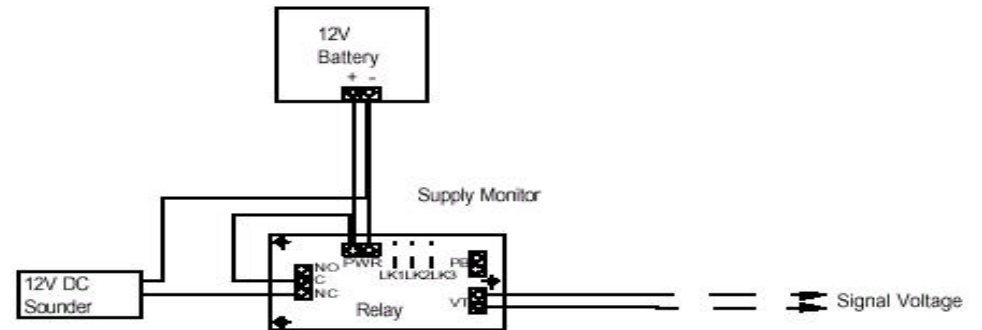 12V
Battery
+ -
Supply Monitor
NO
C
NC
PWR
LK1LK2LK3
PB
VT
Relay
12V DC
Sounder
Signal Voltage